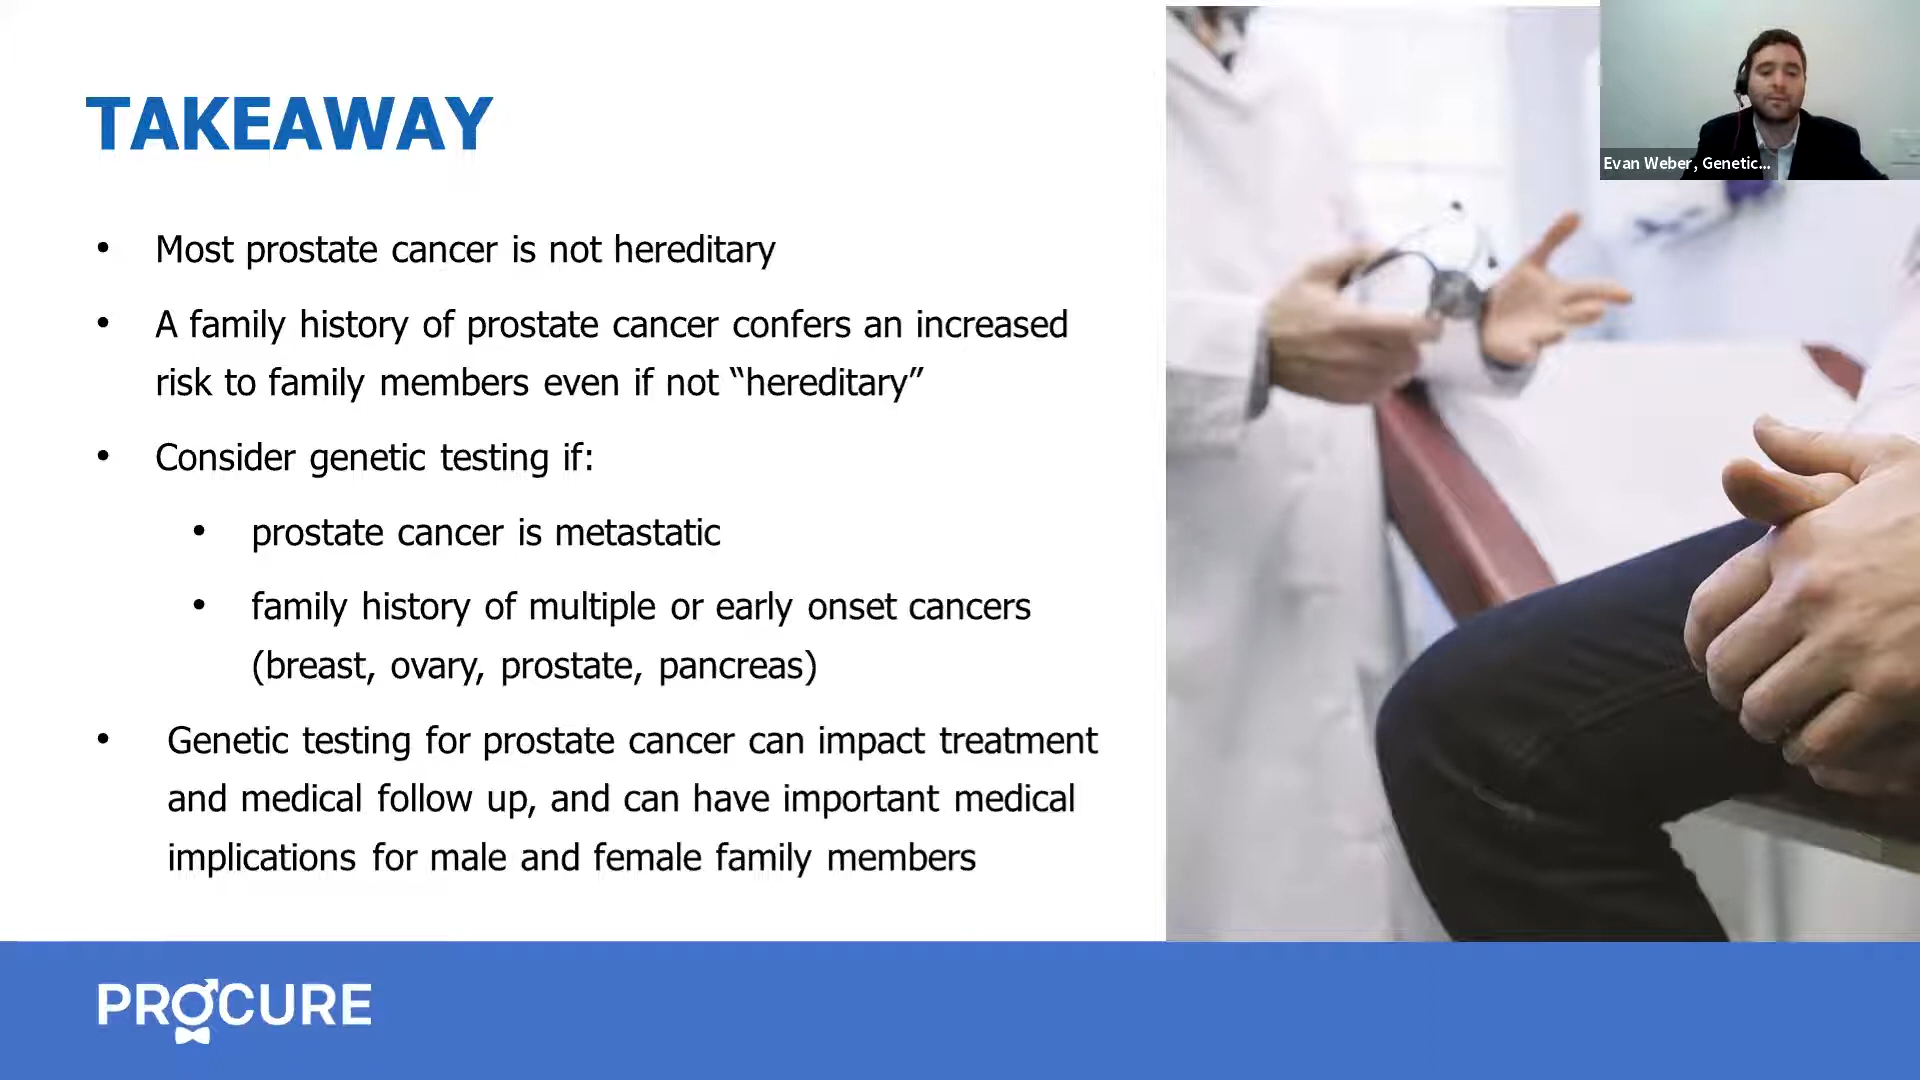 TAKEAWAY
Evan Weber, Genetic...
• Most prostate cancer is not hereditary
• A family history of prostate cancer confers an increased
risk to family members even if not “hereditary”
• Consider genetic testing if:
• prostate cancer is metastatic
• family history of multiple or early onset cancers
(breast, ovary, prostate, pancreas)
• Genetic testing for prostate cancer can impact treatment
and medical follow up, and can have important medical
implications for male and female family members
PROCURE